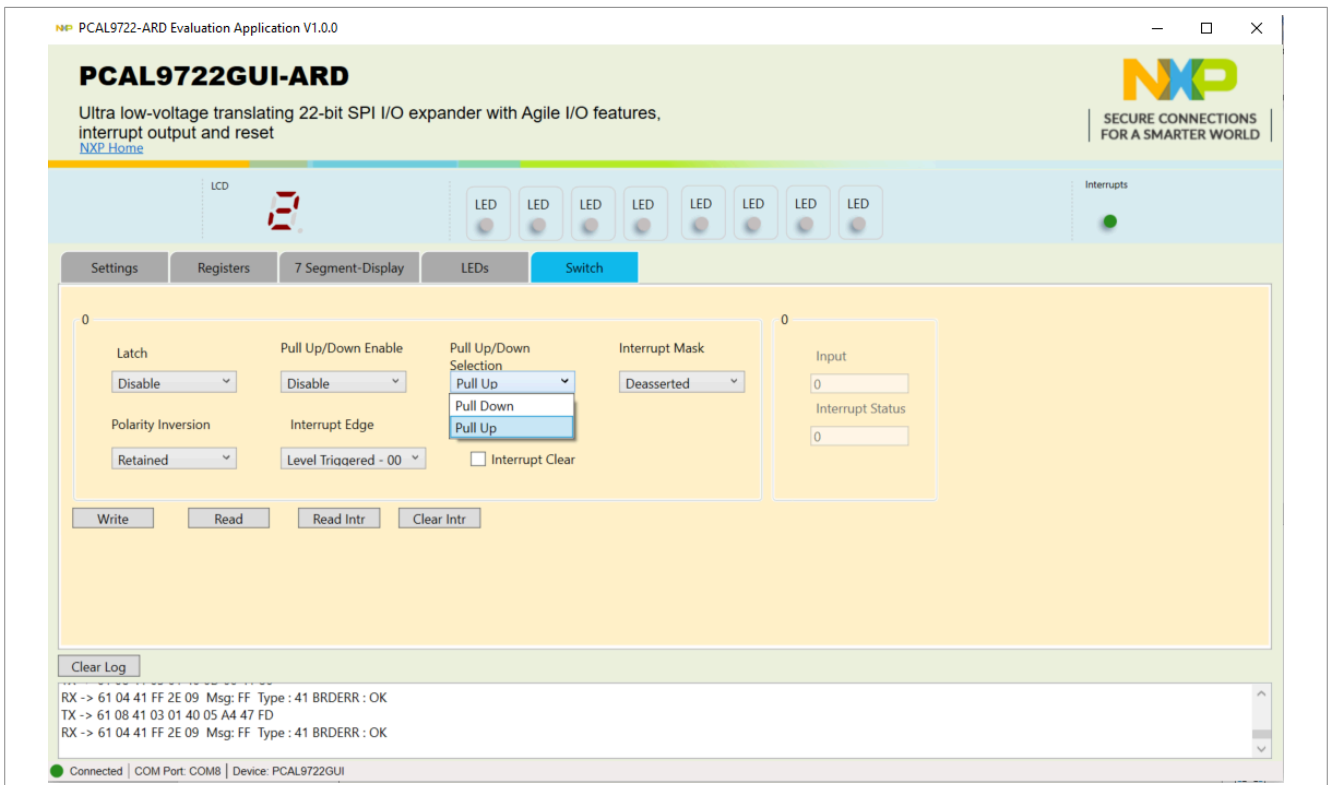 PCAL9722-ARD Evaluation Application V1.0.0
PCAL9722GUI-ARD
Ultra low-voltage translating 22-bit SPI I/O expander with Agile I/O features,
interrupt output and reset
NXP Home
NXP
SECURE CONNECTIONS
FOR A SMARTER WORLD
LCD
2
LED LED LED LED LED LED LED LED
Interrupts
Settings Registers 7 Segment-Display LEDs Switch
0
Latch Pull Up/Down Enable Pull Up/Down Selection Interrupt Mask
Disable Disable Pull Up Deasserted
Pull Down
Pull Up
Polarity Inversion Interrupt Edge
Retained Level Triggered - 00 Interrupt Clear
0
Input
0
Interrupt Status
0
Write Read Read Intr Clear Intr
Clear Log
RX -> 61 04 41 FF 2E 09 Msg: FF Type : 41 BRDERR : OK
TX -> 61 08 41 03 01 40 05 A4 47 FD
RX -> 61 04 41 FF 2E 09 Msg: FF Type : 41 BRDERR : OK
Connected COM Port: COM8 Device: PCAL9722GUI